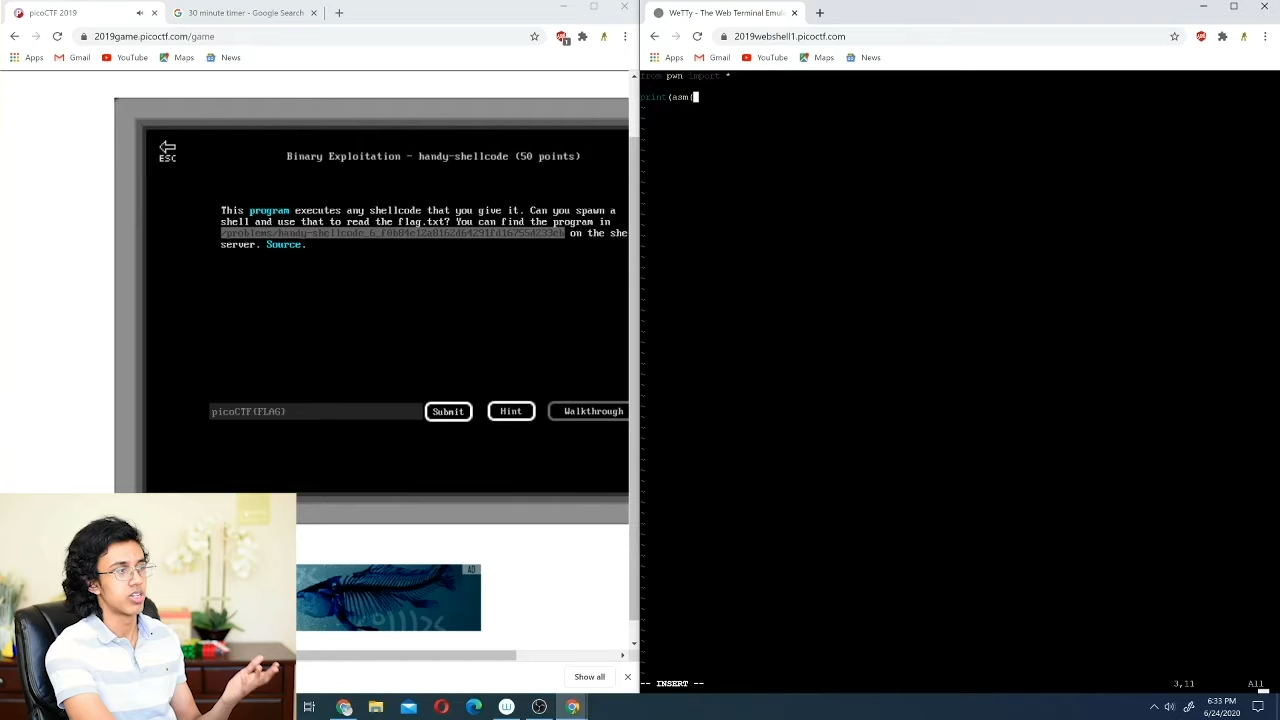 picoCTF 2019
30 minute timer - Google Search
WeTTy - The Web Terminal Emul
2019game.picoctf.com/game
2019webshell1.picoctf.com
Apps Gmail YouTube Maps News
Apps Gmail YouTube Maps News
from pwn import *
print(asm(
ESC
Binary Exploitation - handy-shellcode (50 points)
This program executes any shellcode that you give it. Can you spawn a
shell and use that to read the flag.txt? You can find the program in
on the she
server. Source.
picoCTF{FLAG}
Submit
Hint
Walkthrough
AD
Show all
-- INSERT --
3,11
All
6:33 PM
6/24/2020